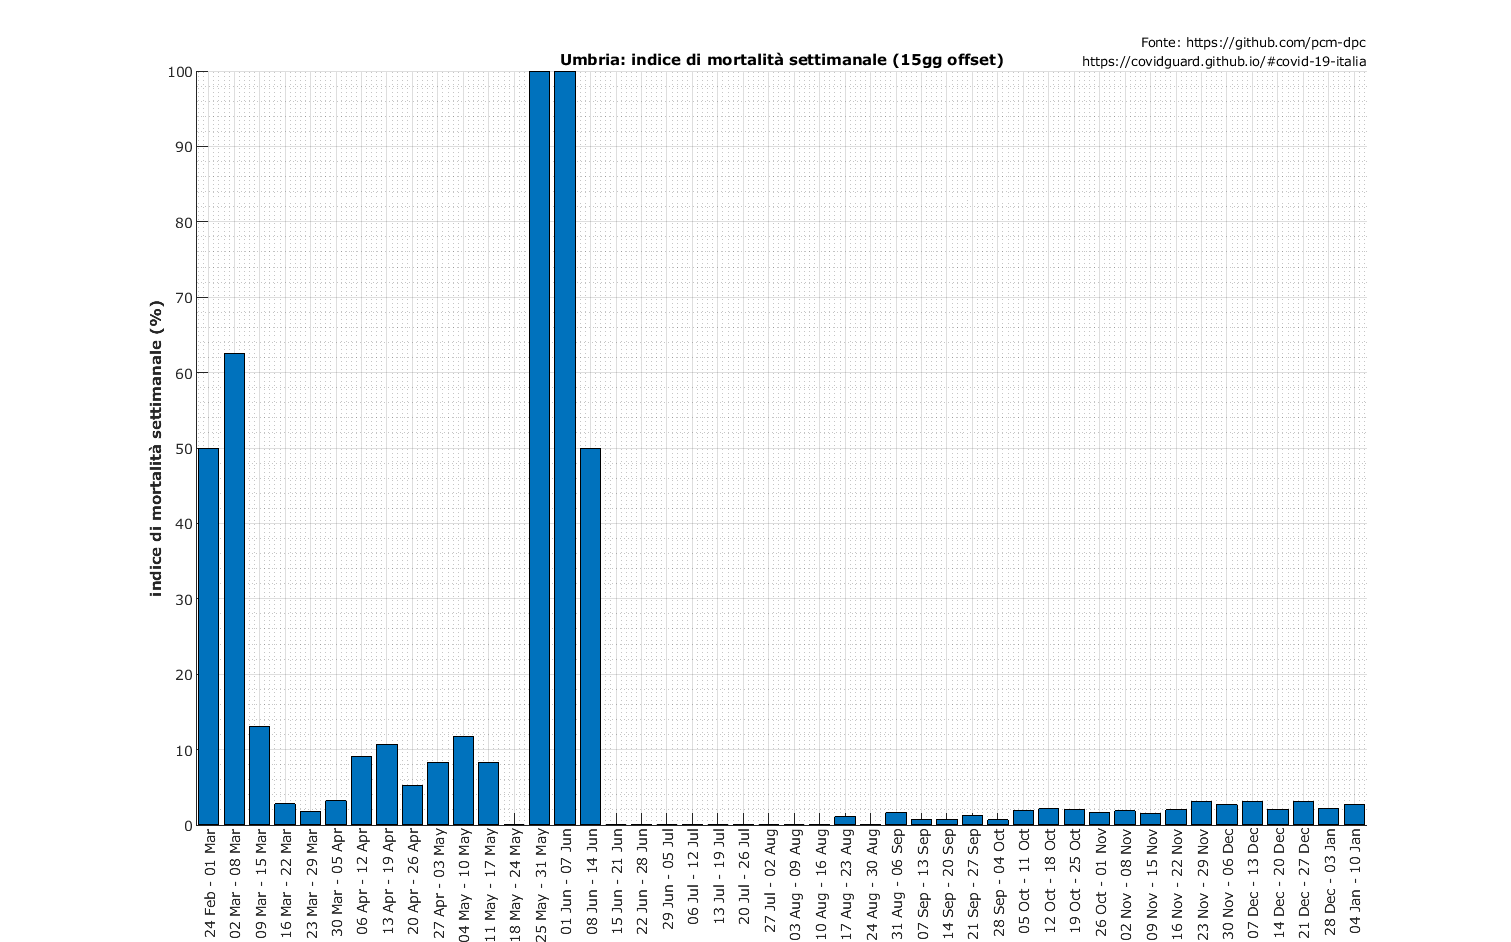 Fonte: https://github.com/pcm-dpc
Umbria: indice di mortalità settimanale (15gg offset)
https://covidguard.github.io/#covid-19-italia
indice di mortalità settimanale (%)
100
90
80
70
60
50
40
30
20
10
0
24 Feb - 01 Mar
02 Mar - 08 Mar
09 Mar - 15 Mar
16 Mar - 22 Mar
23 Mar - 29 Mar
30 Mar - 05 Apr
06 Apr - 12 Apr
13 Apr - 19 Apr
20 Apr - 26 Apr
27 Apr - 03 May
04 May - 10 May
11 May - 17 May
18 May - 24 May
25 May - 31 May
01 Jun - 07 Jun
08 Jun - 14 Jun
15 Jun - 21 Jun
22 Jun - 28 Jun
29 Jun - 05 Jul
06 Jul - 12 Jul
13 Jul - 19 Jul
20 Jul - 26 Jul
27 Jul - 02 Aug
03 Aug - 09 Aug
10 Aug - 16 Aug
17 Aug - 23 Aug
24 Aug - 30 Aug
31 Aug - 06 Sep
07 Sep - 13 Sep
14 Sep - 20 Sep
21 Sep - 27 Sep
28 Sep - 04 Oct
05 Oct - 11 Oct
12 Oct - 18 Oct
19 Oct - 25 Oct
26 Oct - 01 Nov
02 Nov - 08 Nov
09 Nov - 15 Nov
16 Nov - 22 Nov
23 Nov - 29 Nov
30 Nov - 06 Dec
07 Dec - 13 Dec
14 Dec - 20 Dec
21 Dec - 27 Dec
28 Dec - 03 Jan
04 Jan - 10 Jan